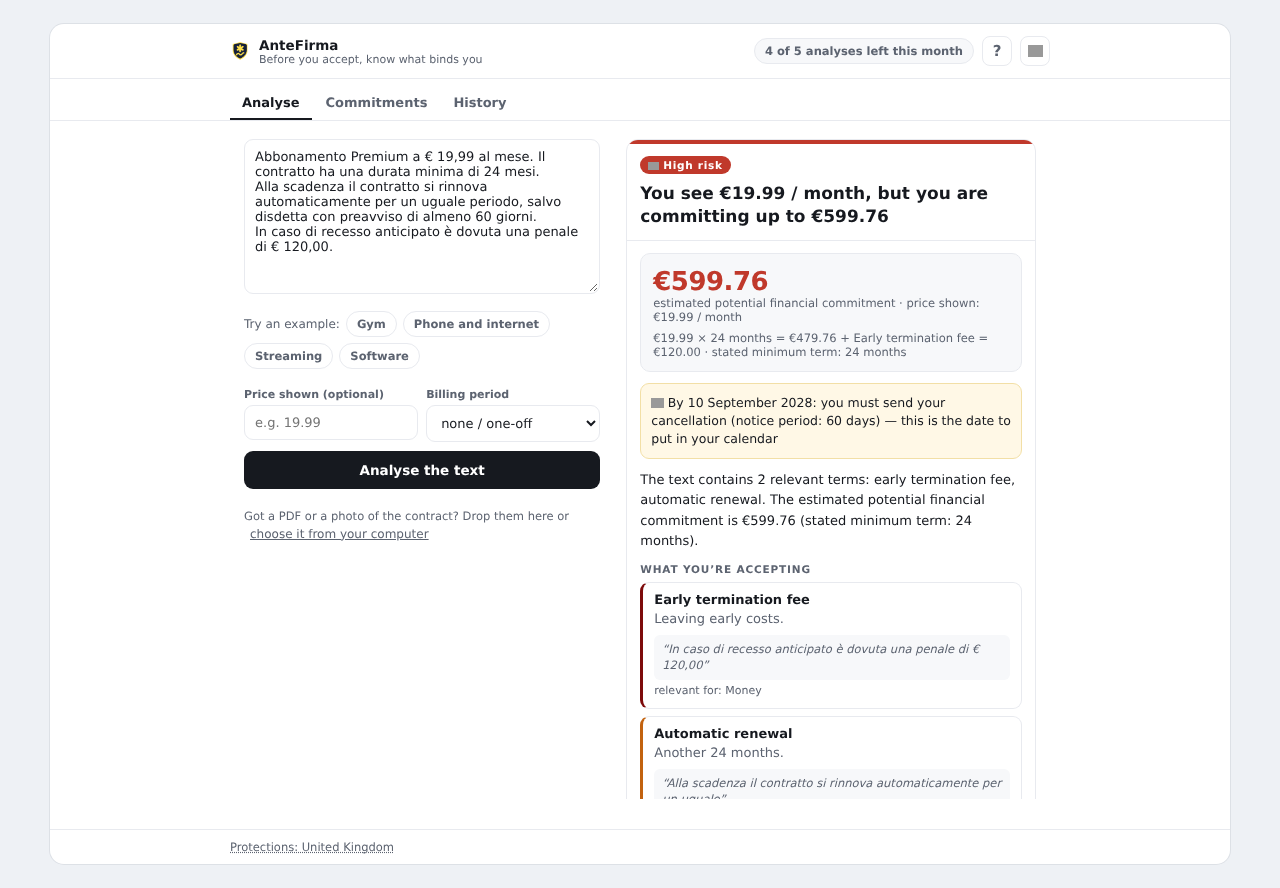 AnteFirma
Before you accept, know what binds you
4 of 5 analyses left this month
?
Analyse
Commitments
History
Abbonamento Premium a € 19,99 al mese. Il
contratto ha una durata minima di 24 mesi.
Alla scadenza il contratto si rinnova
automaticamente per un uguale periodo, salvo
disdetta con preavviso di almeno 60 giorni.
In caso di recesso anticipato è dovuta una penale
di € 120,00.
Try an example:
Gym
Phone and internet
Streaming
Software
Price shown (optional)
Billing period
e.g. 19.99
none / one-off
Analyse the text
Got a PDF or a photo of the contract? Drop them here or
choose it from your computer
High risk
You see €19.99 / month, but you are
committing up to €599.76
€599.76
estimated potential financial commitment · price shown:
€19.99 / month
€19.99 × 24 months = €479.76 + Early termination fee =
€120.00 · stated minimum term: 24 months
By 10 September 2028: you must send your
cancellation (notice period: 60 days) — this is the date to
put in your calendar
The text contains 2 relevant terms: early termination fee,
automatic renewal. The estimated potential financial
commitment is €599.76 (stated minimum term: 24
months).
WHAT YOU’RE ACCEPTING
Early termination fee
Leaving early costs.
“In caso di recesso anticipato è dovuta una penale di €
120,00”
relevant for: Money
Automatic renewal
Another 24 months.
“Alla scadenza il contratto si rinnova automaticamente per
un uguale”
Protections: United Kingdom